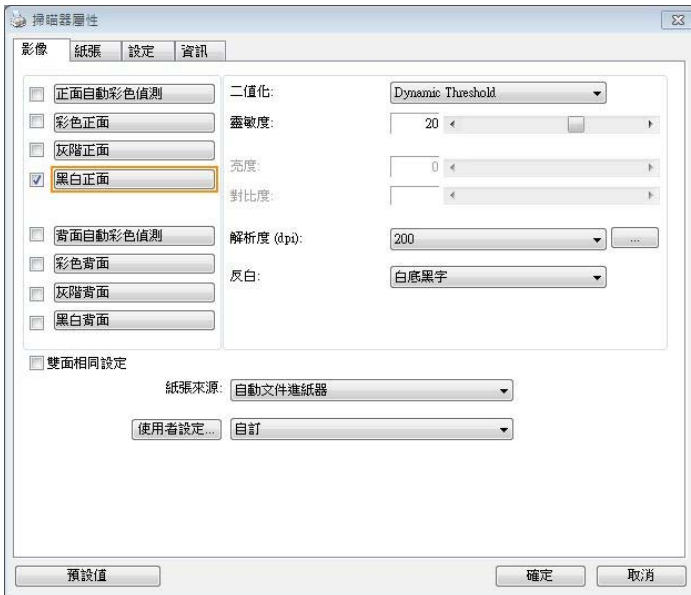 掃瞄器屬性
影像 紙張 設定 資訊
正面自動彩色偵測
彩色正面
灰階正面
黑白正面
背面自動彩色偵測
彩色背面
灰階背面
黑白背面
二值化: Dynamic Threshold
靈敏度: 20
亮度: 0
對比度:
解析度 (dpi): 200 ...
反白: 白底黑字
雙面相同設定
紙張來源: 自動文件進紙器
使用者設定... 自訂
預設值 確定 取消